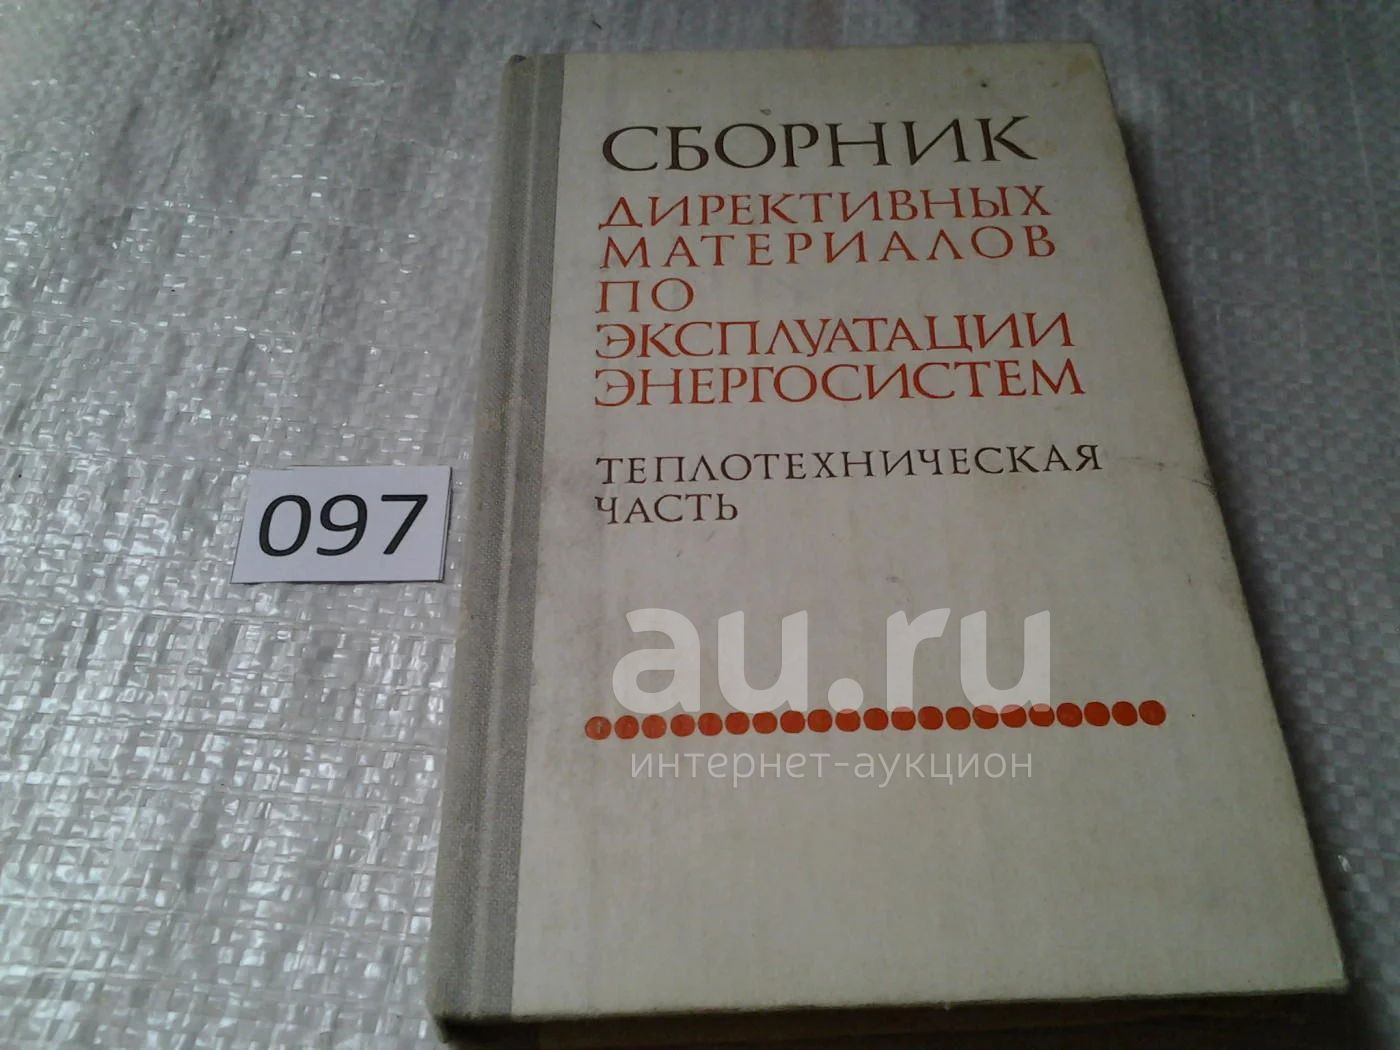 СБОРНИК
ДИРЕКТИВНЫХ
МАТЕРИАЛОВ
ПО
ЭКСПЛУАТАЦИИ
ЭНЕРГОСИСТЕМ
ТЕПЛОТЕХНИЧЕСКАЯ
ЧАСТЬ
097
au.ru
интернет-аукцион